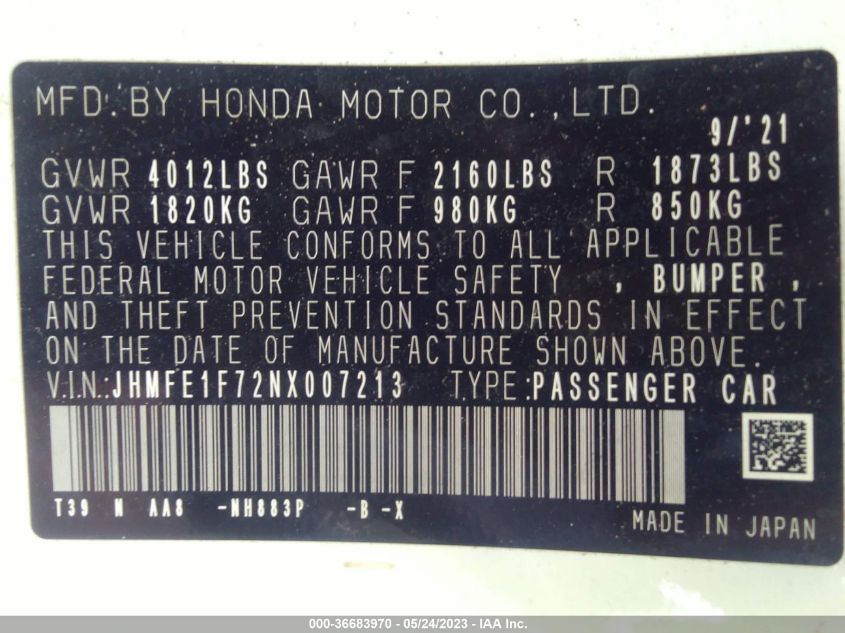 MFD. BY HONDA MOTOR CO., LTD.
9/'21
GVWR 4012LBS GAWR F 2160LBS R 1873LBS
GVWR 1820KG GAWR F 980KG R 850KG
THIS VEHICLE CONFORMS TO ALL APPLICABLE
FEDERAL MOTOR VEHICLE SAFETY , BUMPER ,
AND THEFT PREVENTION STANDARDS IN EFFECT
ON THE DATE OF MANUFACTURE SHOWN ABOVE.
V.I.N.: JHMFE1F72NX007213 TYPE: PASSENGER CAR
T39 N AA8 -NH883P -B -X
MADE IN JAPAN
000-36683970 - 05/24/2023 - IAA Inc.